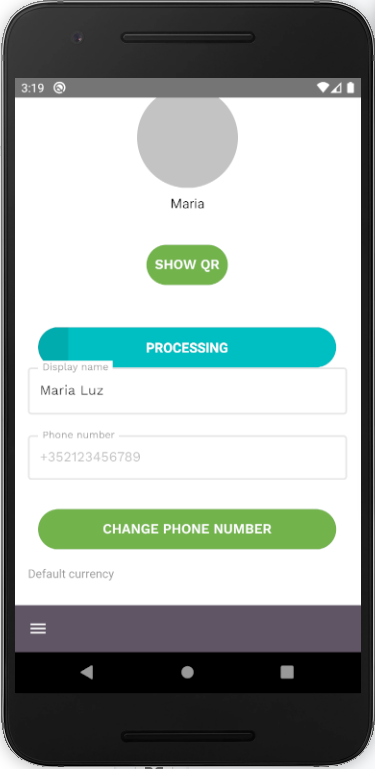 3:19
Maria
SHOW QR
PROCESSING
Display name
Maria Luz
Phone number
+352123456789
CHANGE PHONE NUMBER
Default currency